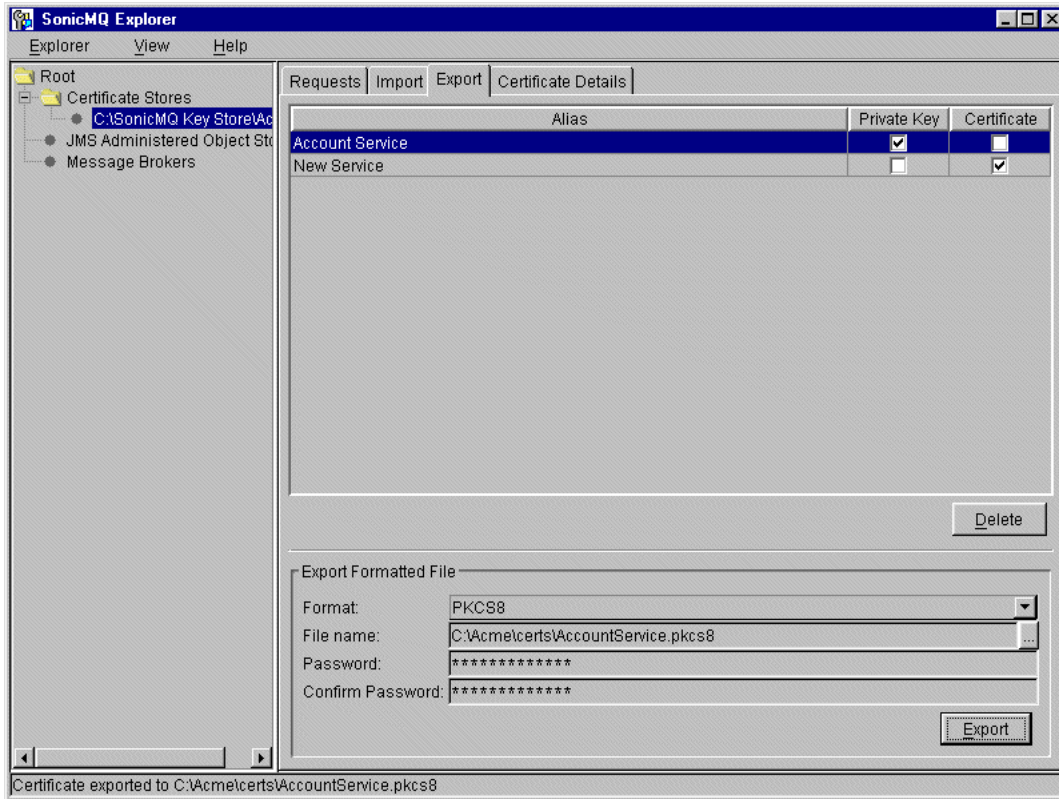 SonicMQ Explorer
Explorer View Help
Root
Certificate Stores
C:\SonicMQ Key Store\Ac
JMS Administered Object Sto
Message Brokers
Requests Import Export Certificate Details
Alias Private Key Certificate
Account Service
New Service
Delete
Export Formatted File
Format: PKCS8
File name: C:\Acme\certs\AccountService.pkcs8 ...
Password: *************
Confirm Password: *************
Export
Certificate exported to C:\Acme\certs\AccountService.pkcs8